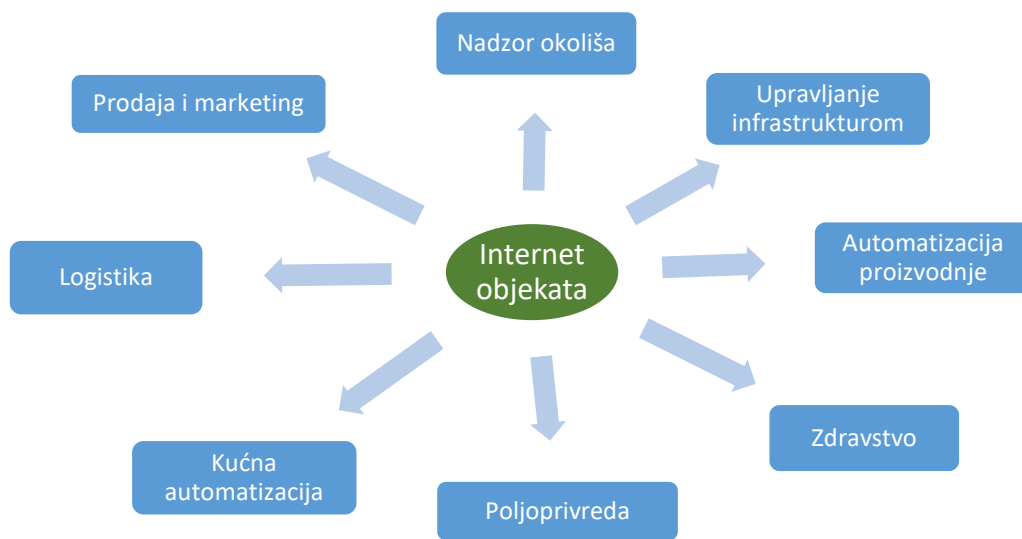 Nadzor okoliša
Prodaja i marketing
Upravljanje
infrastrukturom
Internet
objekata
Automatizacija
proizvodnje
Logistika
Zdravstvo
Kućna
automatizacija
Poljoprivreda